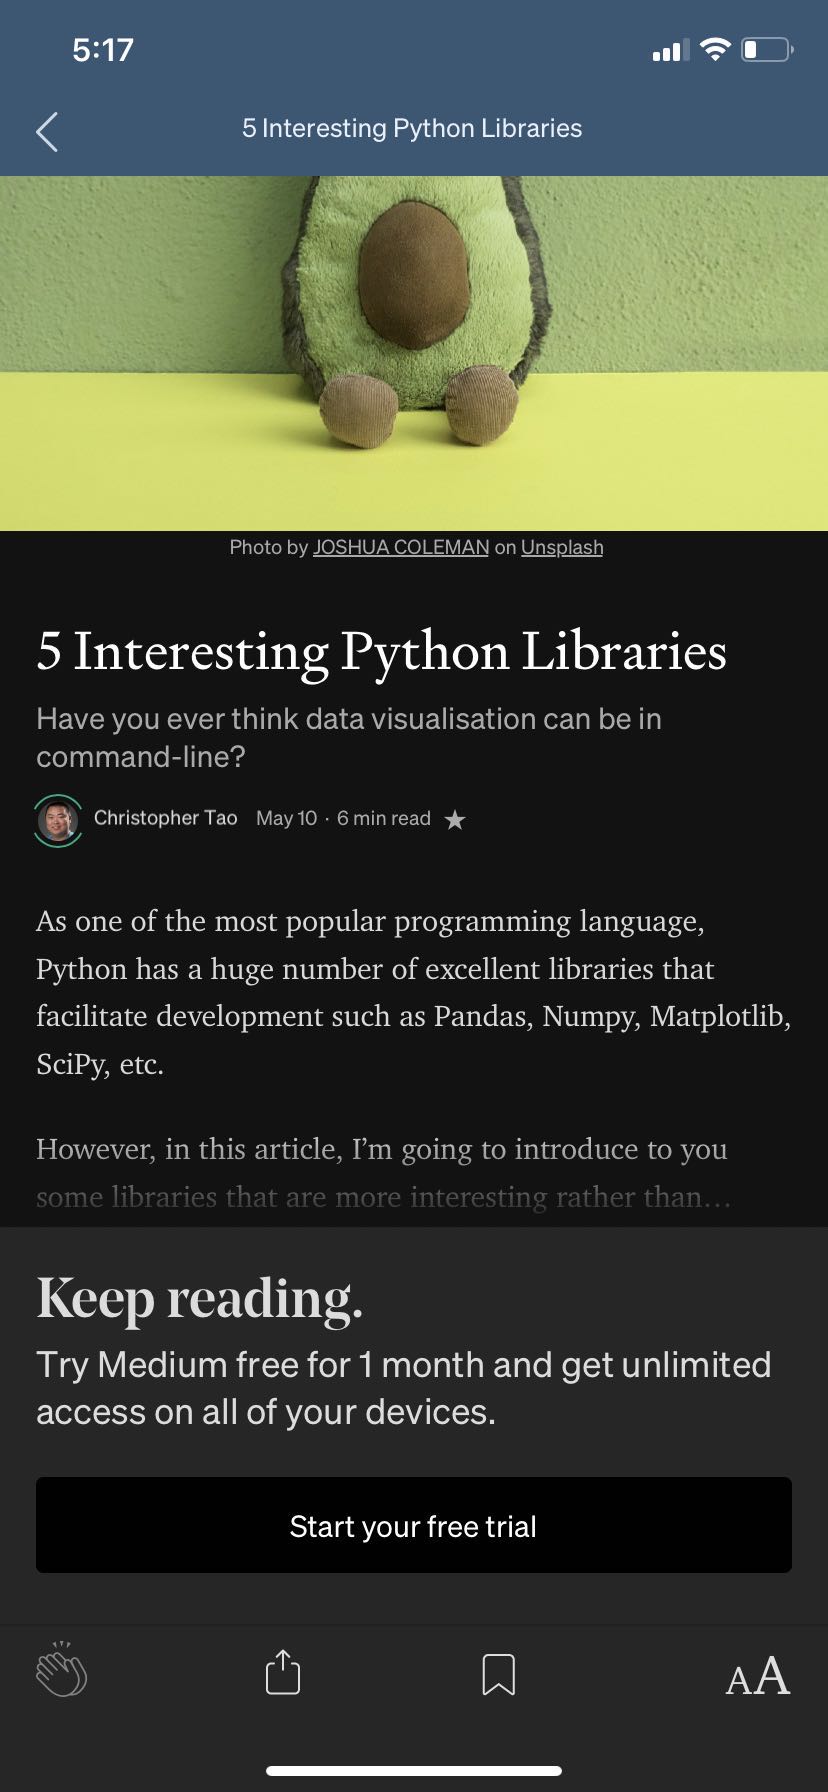 5:17
5 Interesting Python Libraries
Photo by JOSHUA COLEMAN on Unsplash
5 Interesting Python Libraries
Have you ever think data visualisation can be in
command-line?
Christopher Tao May 10 · 6 min read ★
As one of the most popular programming language,
Python has a huge number of excellent libraries that
facilitate development such as Pandas, Numpy, Matplotlib,
SciPy, etc.
However, in this article, I’m going to introduce to you
some libraries that are more interesting rather than…
Keep reading.
Try Medium free for 1 month and get unlimited
access on all of your devices.
Start your free trial
AA